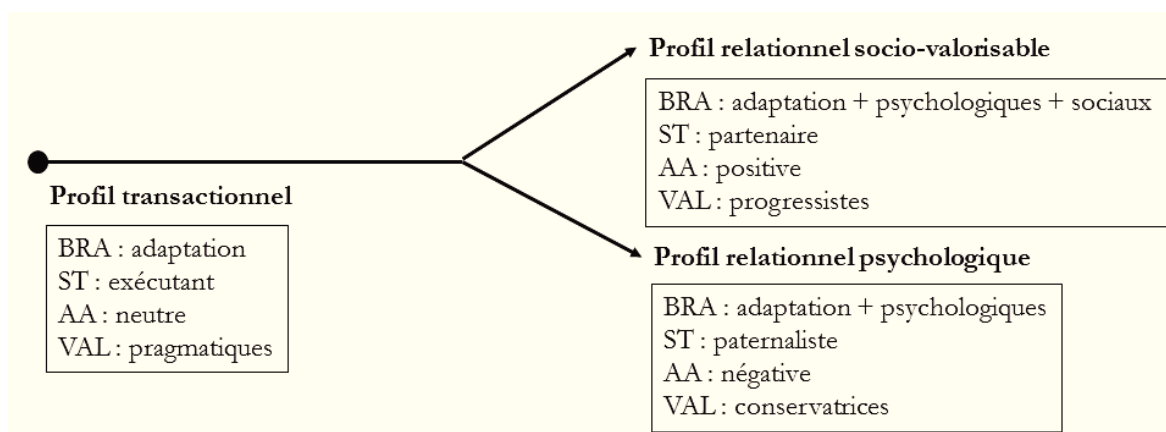 Profil relationnel socio-valorisable
BRA : adaptation + psychologiques + sociaux
ST : partenaire
AA : positive
VAL : progressistes
Profil transactionnel
BRA : adaptation
ST : exécutant
AA : neutre
VAL : pragmatiques
Profil relationnel psychologique
BRA : adaptation + psychologiques
ST : paternaliste
AA : négative
VAL : conservatrices